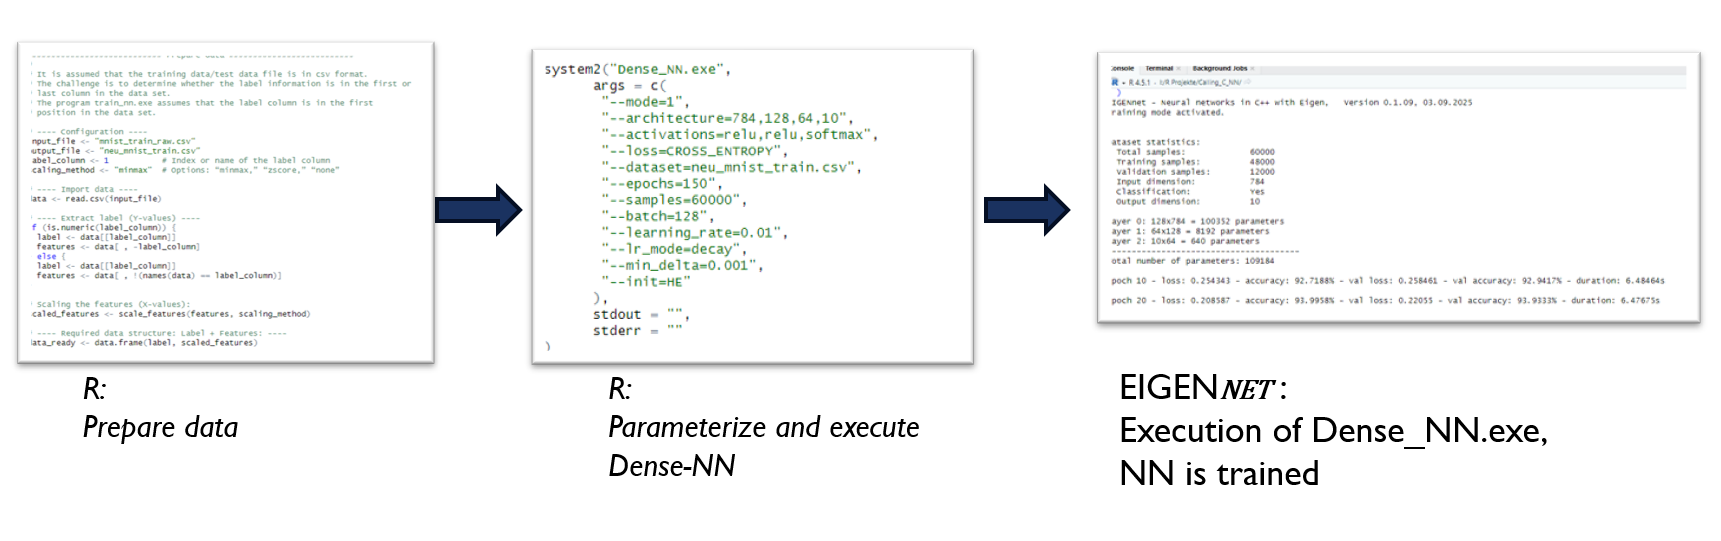 ---------------------------- Prepare data ---------------------------
It is assumed that the training data/test data file is in csv format.
The challenge is to determine whether the label information is in the first or
last column in the data set.
The program train_nn.exe assumes that the label column is in the first
position in the data set.
---- Configuration ----
nput_file <- "mnist_train_raw.csv"
utput_file <- "neu_mnist_train.csv"
abel_column <- 1 # Index or name of the label column
caling_method <- "minmax" # Options: "minmax," "zscore," "none"
---- Import data ----
ata <- read.csv(input_file)
---- Extract label (Y-values) ----
f (is.numeric(label_column)) {
label <- data[[label_column]]
features <- data[ , -label_column]
else {
label <- data[[label_column]]
features <- data[ , !(names(data) == label_column)]
Scaling the features (X-values):
caled_features <- scale_features(features, scaling_method)
---- Required data structure: Label + Features: ----
ata_ready <- data.frame(label, scaled_features)
R:
Prepare data
system2("Dense_NN.exe",
args = c(
"--mode=1",
"--architecture=784,128,64,10",
"--activations=relu,relu,softmax",
"--loss=CROSS_ENTROPY",
"--dataset=neu_mnist_train.csv",
"--epochs=150",
"--samples=60000",
"--batch=128",
"--learning_rate=0.01",
"--lr_mode=decay",
"--min_delta=0.001",
"--init=HE"
),
stdout = "",
stderr = ""
)
R:
Parameterize and execute
Dense-NN
onsole Terminal Background Jobs
R 4.5.1 · I:/R Projekte/Calling_C_NN/
)
IGENnet - Neural networks in C++ with Eigen, Version 0.1.09, 03.09.2025
raining mode activated.
ataset statistics:
Total samples: 60000
Training samples: 48000
Validation samples: 12000
Input dimension: 784
Classification: Yes
Output dimension: 10
ayer 0: 128x784 = 100352 parameters
ayer 1: 64x128 = 8192 parameters
ayer 2: 10x64 = 640 parameters
------------------------------------
otal number of parameters: 109184
poch 10 - loss: 0.254343 - accuracy: 92.7188% - val loss: 0.258461 - val accuracy: 92.9417% - duration: 6.48464s
poch 20 - loss: 0.208587 - accuracy: 93.9958% - val loss: 0.22055 - val accuracy: 93.9333% - duration: 6.47675s
EIGENNET :
Execution of Dense_NN.exe,
NN is trained